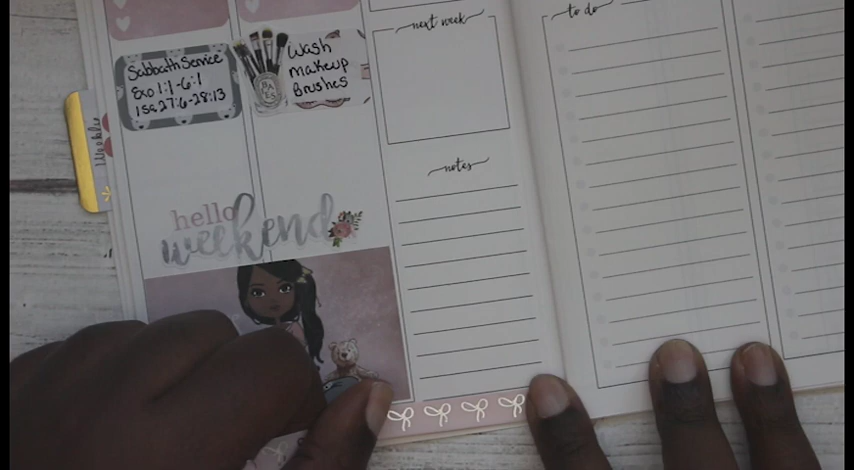 Sabbath Service
Exo 1:1-6:1
Isa 27:6-28:13
Wash
makeup
Brushes
next week
to do
notes
hello
weekend